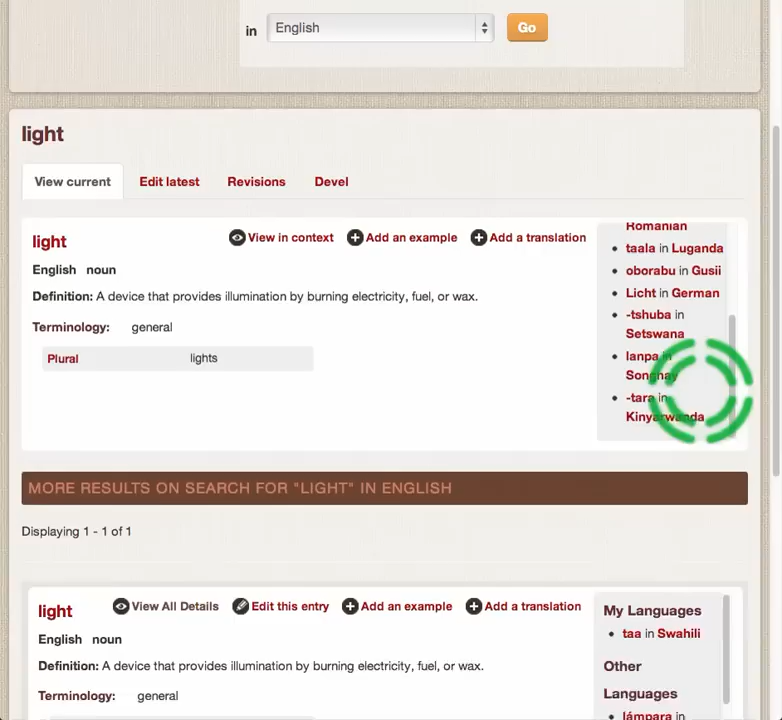 in English Go
light
View current Edit latest Revisions Devel
light View in context Add an example Add a translation
English noun
Definition: A device that provides illumination by burning electricity, fuel, or wax.
Terminology: general
Plural lights
Romanian
taala in Luganda
oborabu in Gusii
Licht in German
-tshuba in
Setswana
lanpa in
Songhay
-tara in
Kinyarwanda
MORE RESULTS ON SEARCH FOR "LIGHT" IN ENGLISH
Displaying 1 - 1 of 1
light View All Details Edit this entry Add an example Add a translation
English noun
Definition: A device that provides illumination by burning electricity, fuel, or wax.
Terminology: general
My Languages
taa in Swahili
Other
Languages
lámpara in